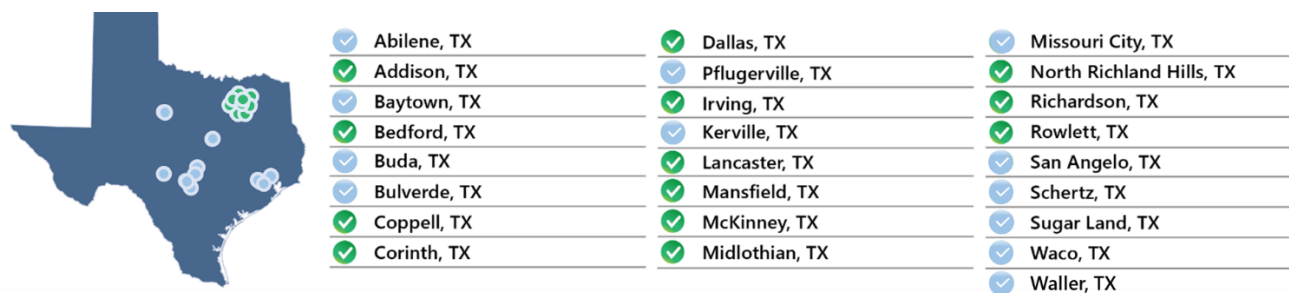 Abilene, TX
Addison, TX
Baytown, TX
Bedford, TX
Buda, TX
Bulverde, TX
Coppell, TX
Corinth, TX
Dallas, TX
Pflugerville, TX
Irving, TX
Kerville, TX
Lancaster, TX
Mansfield, TX
McKinney, TX
Midlothian, TX
Missouri City, TX
North Richland Hills, TX
Richardson, TX
Rowlett, TX
San Angelo, TX
Schertz, TX
Sugar Land, TX
Waco, TX
Waller, TX